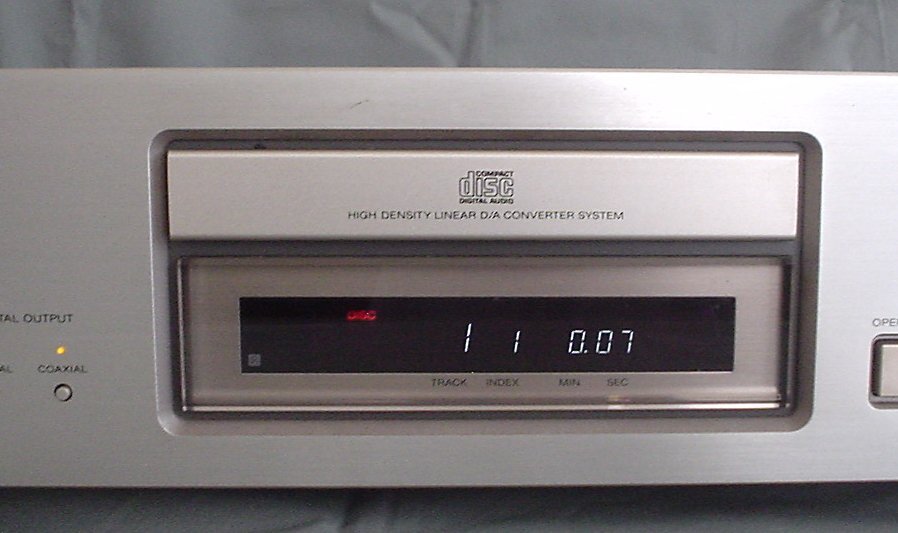 COMPACT
disc
DIGITAL AUDIO
HIGH DENSITY LINEAR D/A CONVERTER SYSTEM
DISC
1 1 0.07
TRACK INDEX MIN SEC
TAL OUTPUT
AL COAXIAL
OPE